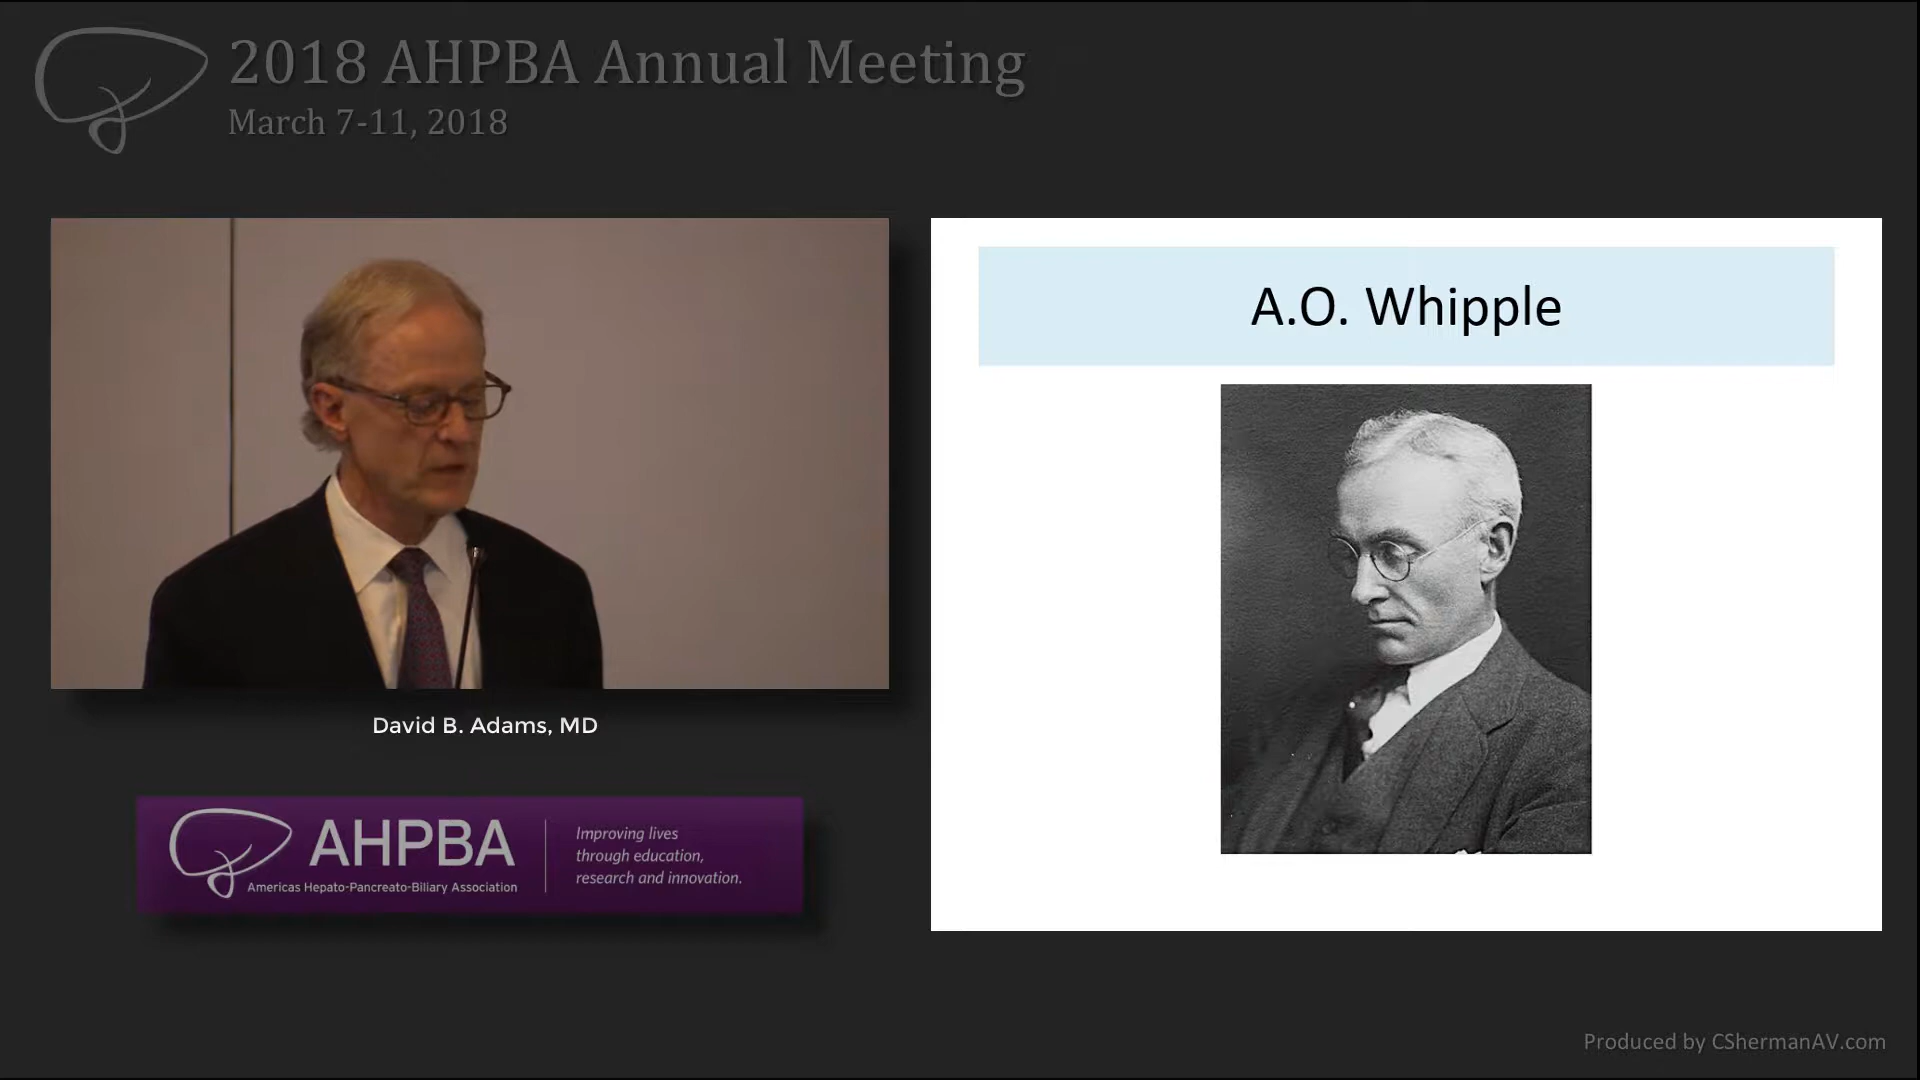 2018 AHPBA Annual Meeting
March 7-11, 2018
A.O. Whipple
David B. Adams, MD
AHPBA
Americas Hepato-Pancreato-Biliary Association
Improving lives
through education,
research and innovation.
Produced by CShermanAV.com